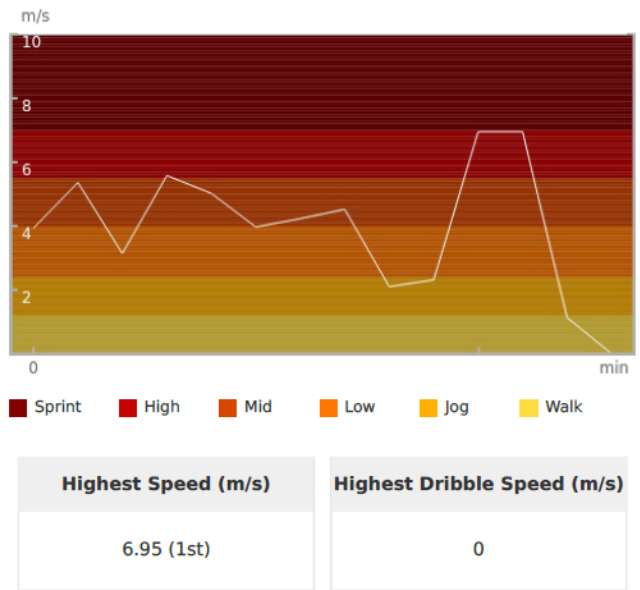 m/s
10
8
6
4
2
0
min
Sprint High Mid Low Jog Walk
Highest Speed (m/s) Highest Dribble Speed (m/s)
6.95 (1st) 0